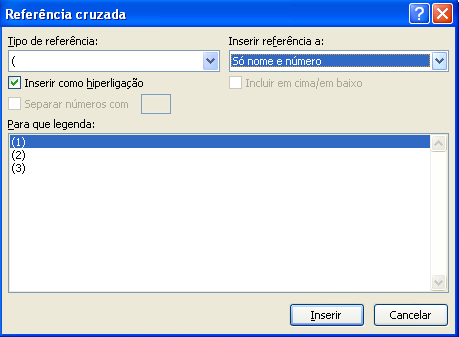 Referência cruzada
Tipo de referência:
Inserir referência a:
(
Só nome e número
Inserir como hiperligação
Incluir em cima/em baixo
Separar números com
Para que legenda:
(1)
(2)
(3)
Inserir
Cancelar